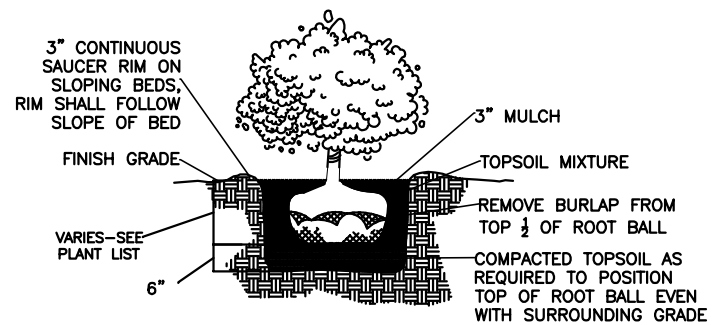 3" CONTINUOUS
SAUCER RIM ON
SLOPING BEDS,
RIM SHALL FOLLOW
SLOPE OF BED
FINISH GRADE
VARIES-SEE
PLANT LIST
6"
3" MULCH
TOPSOIL MIXTURE
REMOVE BURLAP FROM
TOP ½ OF ROOT BALL
COMPACTED TOPSOIL AS
REQUIRED TO POSITION
TOP OF ROOT BALL EVEN
WITH SURROUNDING GRADE